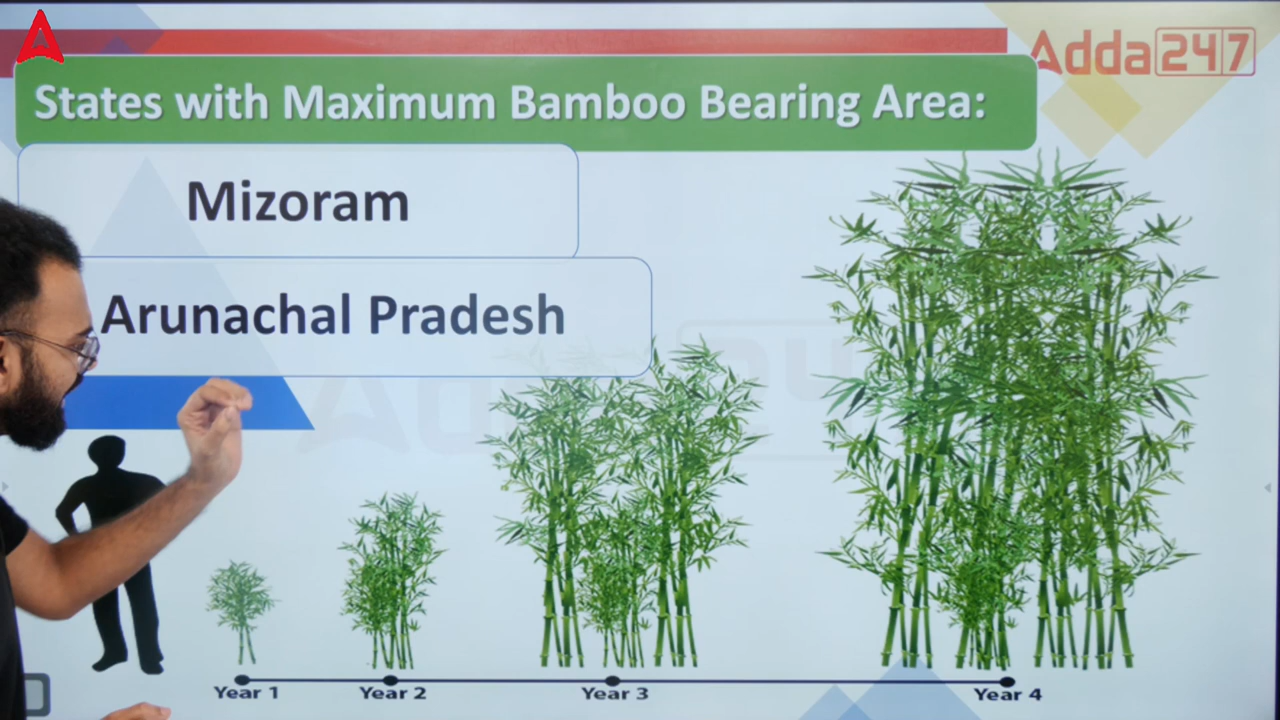 Adda247
States with Maximum Bamboo Bearing Area:
Mizoram
Arunachal Pradesh
Year 1 Year 2 Year 3 Year 4